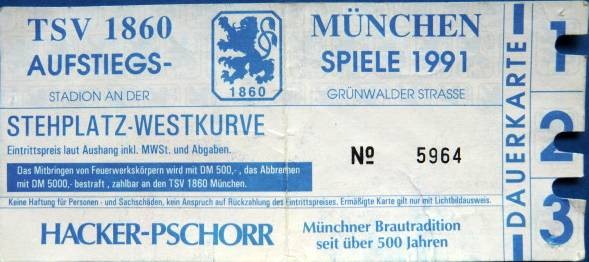 TSV 1860 MÜNCHEN
AUFSTIEGS- SPIELE 1991
1860
STADION AN DER GRÜNWALDER STRASSE
STEHPLATZ-WESTKURVE
Eintrittspreis laut Aushang inkl. MWSt. und Abgaben.
№ 5964
Das Mitbringen von Feuerwerkskörpern wird mit DM 500,-, das Abbrennen
mit DM 5000,- bestraft, zahlbar an den TSV 1860 München.
Keine Haftung für Personen - und Sachschäden, kein Anspruch auf Rückzahlung des Eintrittspreises. Ermäßigte Karte gilt nur mit Lichtbildausweis.
HACKER-PSCHORR
Münchner Brautradition
seit über 500 Jahren
DAUERKARTE
1
2
3